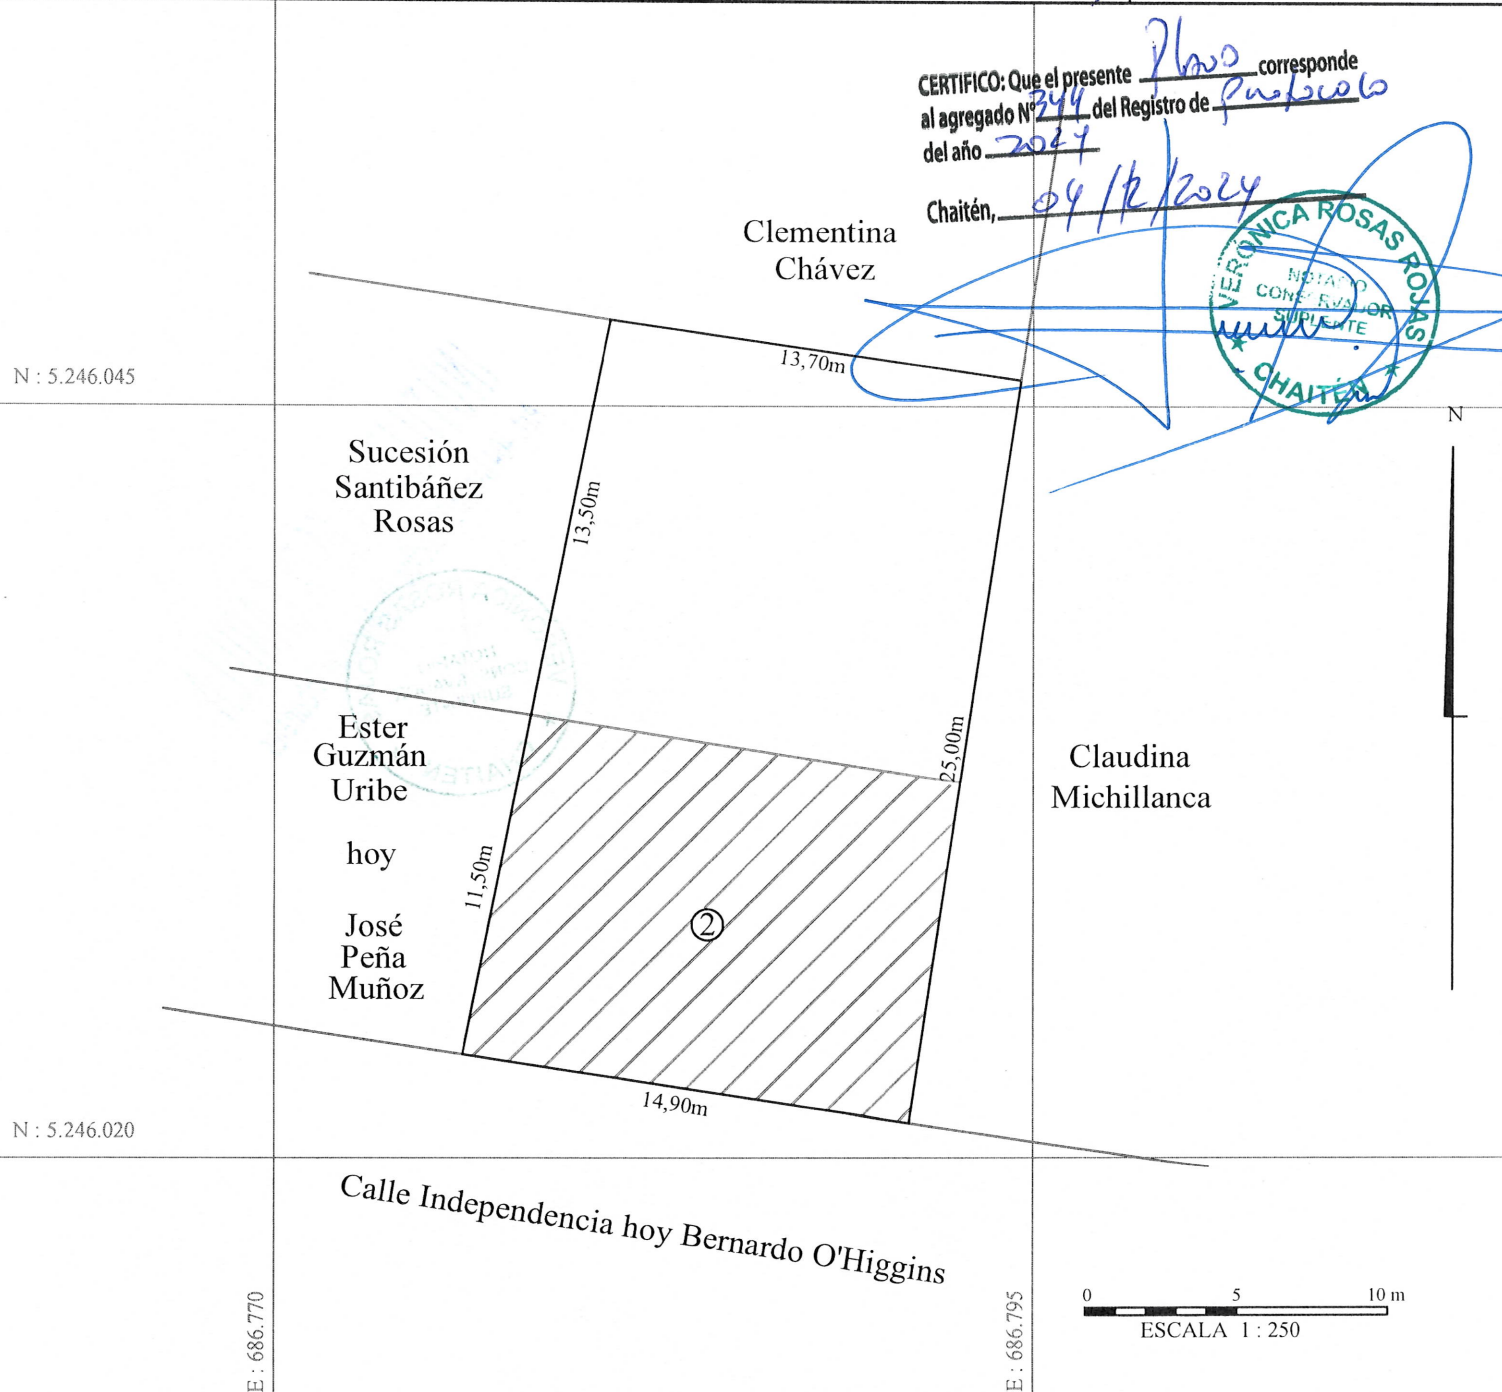 CERTIFICO: Que el presente Plano corresponde
al agregado N° 344 del Registro de Protocolo
del año 2024
Chaitén, 04/12/2024
VERÓNICA ROSAS ROJAS
NOTARIO
CONSERVADOR
SUPLENTE
CHAITÉN
Clementina
Chávez
13,70m
N : 5.246.045
N
Sucesión
Santibáñez
Rosas
13,50m
Ester
Guzmán
Uribe
hoy
José
Peña
Muñoz
11,50m
25,00m
Claudina
Michillanca
2
14,90m
N : 5.246.020
Calle Independencia hoy Bernardo O'Higgins
E : 686.770
E : 686.795
0 5 10 m
ESCALA 1 : 250